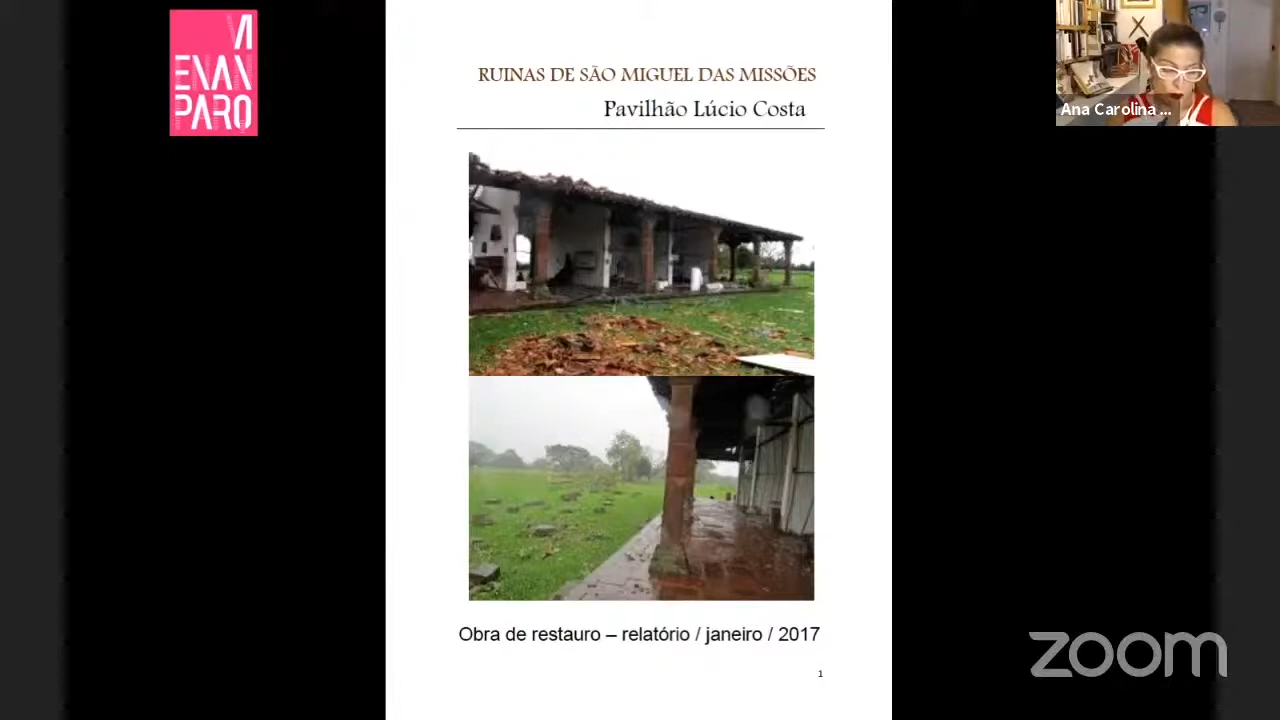 VI
ENAN
PARQ
RUINAS DE SÃO MIGUEL DAS MISSÕES
Pavilhão Lúcio Costa
Ana Carolina ...
Obra de restauro – relatório / janeiro / 2017
1
zoom